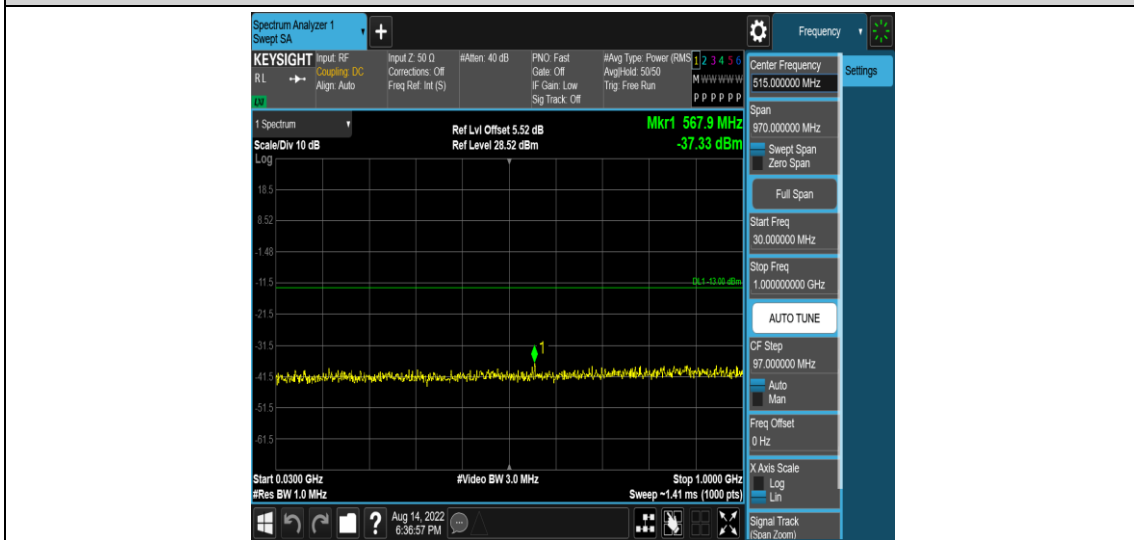 Spectrum Analyzer 1
Swept SA
+
Frequency
KEYSIGHT
RL
LXI
Input: RF
Coupling: DC
Align: Auto
Input Z: 50 Ω
Corrections: Off
Freq Ref: Int (S)
#Atten: 40 dB
PNO: Fast
Gate: Off
IF Gain: Low
Sig Track: Off
#Avg Type: Power (RMS
Avg|Hold: 50/50
Trig: Free Run
1 2 3 4 5 6
M W W W W W
P P P P P P
Center Frequency
515.000000 MHz
Settings
1 Spectrum
Scale/Div 10 dB
Ref Lvl Offset 5.52 dB
Ref Level 28.52 dBm
Mkr1 567.9 MHz
-37.33 dBm
Log
18.5
8.52
-1.48
-11.5
-21.5
-31.5
-41.5
-51.5
-61.5
DL1 -13.00 dBm
1
Start 0.0300 GHz
#Res BW 1.0 MHz
#Video BW 3.0 MHz
Stop 1.0000 GHz
Sweep ~1.41 ms (1000 pts)
Span
970.000000 MHz
Swept Span
Zero Span
Full Span
Start Freq
30.000000 MHz
Stop Freq
1.000000000 GHz
AUTO TUNE
CF Step
97.000000 MHz
Auto
Man
Freq Offset
0 Hz
X Axis Scale
Log
Lin
Signal Track
(Span Zoom)
?
Aug 14, 2022
6:36:57 PM